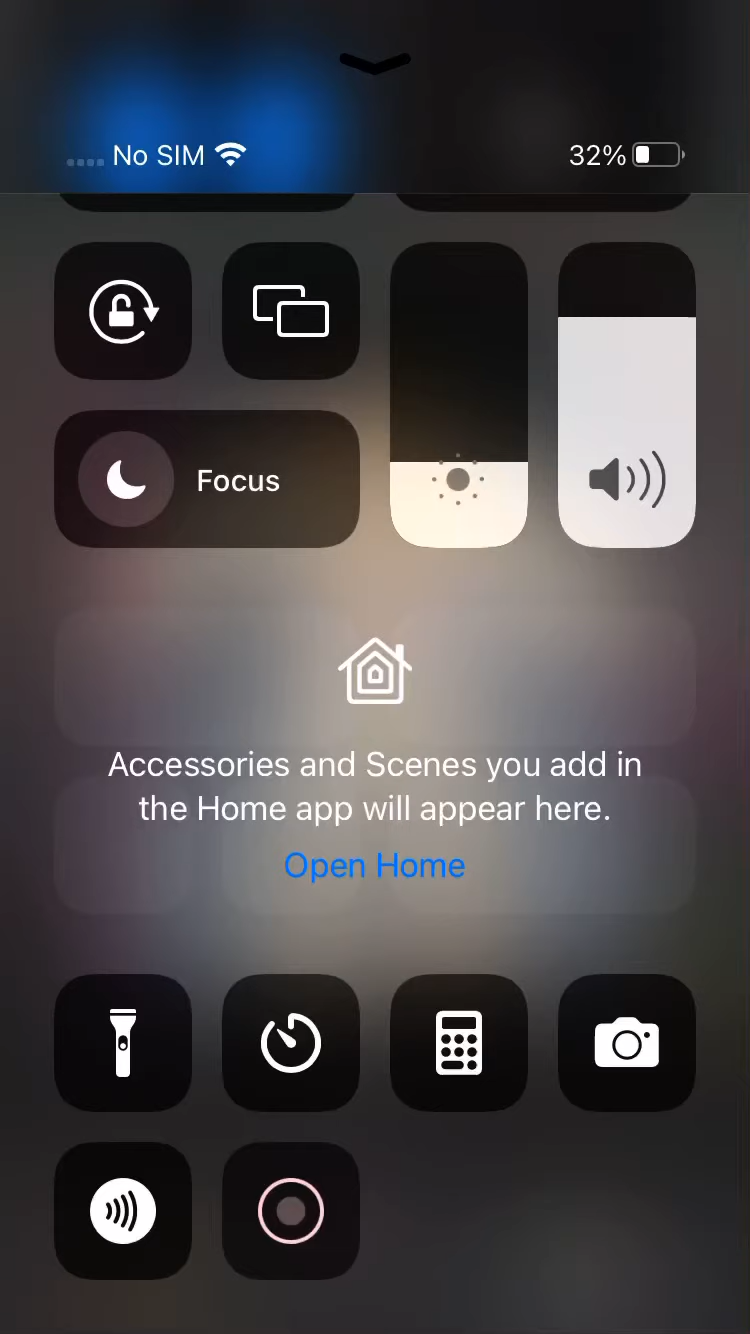 No SIM 32%
Focus
Accessories and Scenes you add in
the Home app will appear here.
Open Home